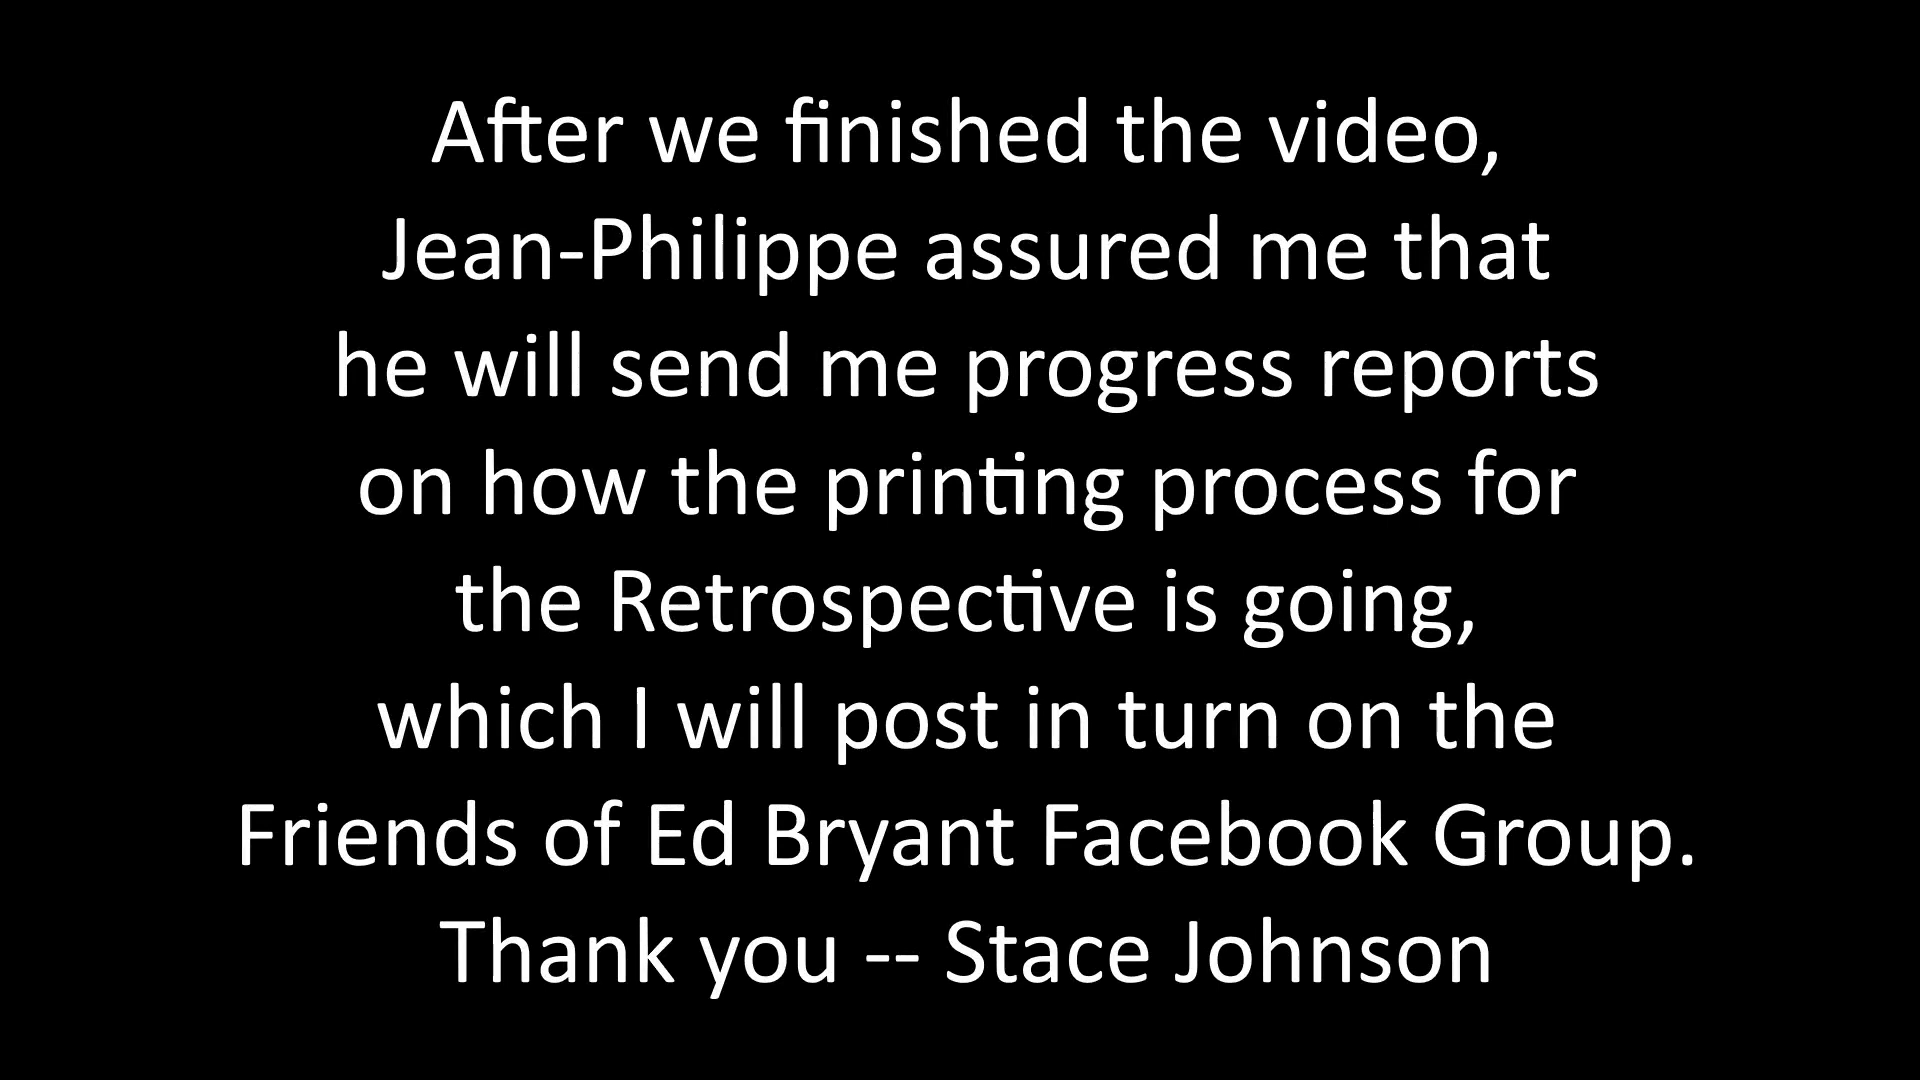 After we finished the video,
Jean-Philippe assured me that
he will send me progress reports
on how the printing process for
the Retrospective is going,
which I will post in turn on the
Friends of Ed Bryant Facebook Group.
Thank you -- Stace Johnson